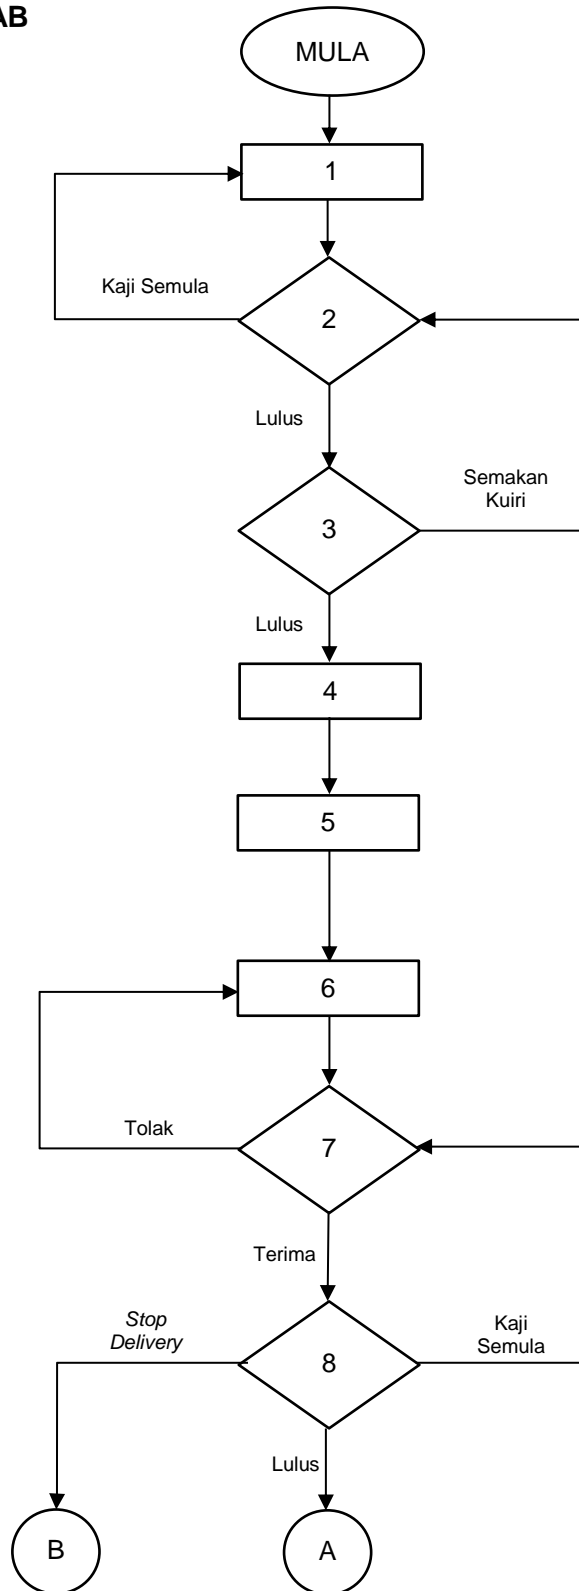 AB
MULA
1
Kaji Semula
2
Lulus
Semakan
Kuiri
3
Lulus
4
5
6
Tolak
7
Terima
Stop
Delivery
Kaji
Semula
8
Lulus
B
A